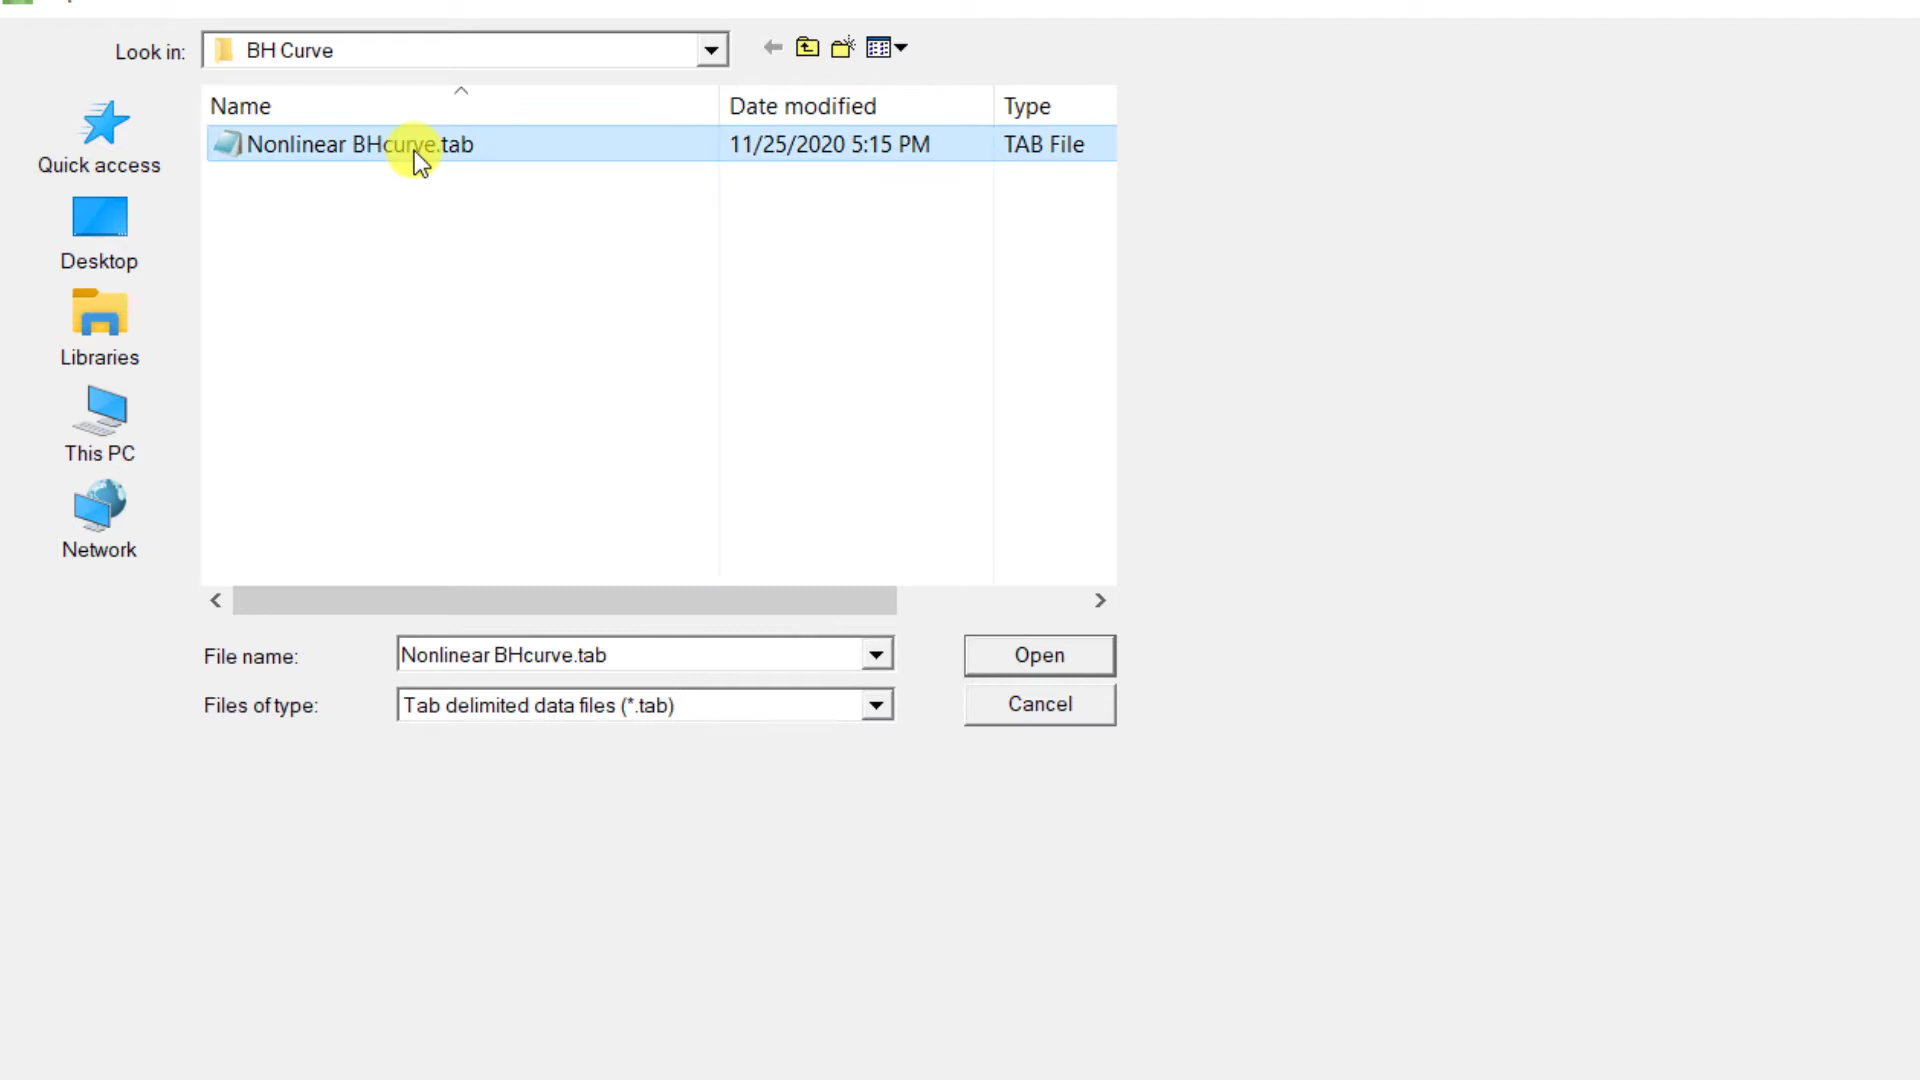 Look in: BH Curve
Name Date modified Type
Nonlinear BHcurve.tab 11/25/2020 5:15 PM TAB File
Quick access
Desktop
Libraries
This PC
Network
File name: Nonlinear BHcurve.tab Open
Files of type: Tab delimited data files (*.tab) Cancel